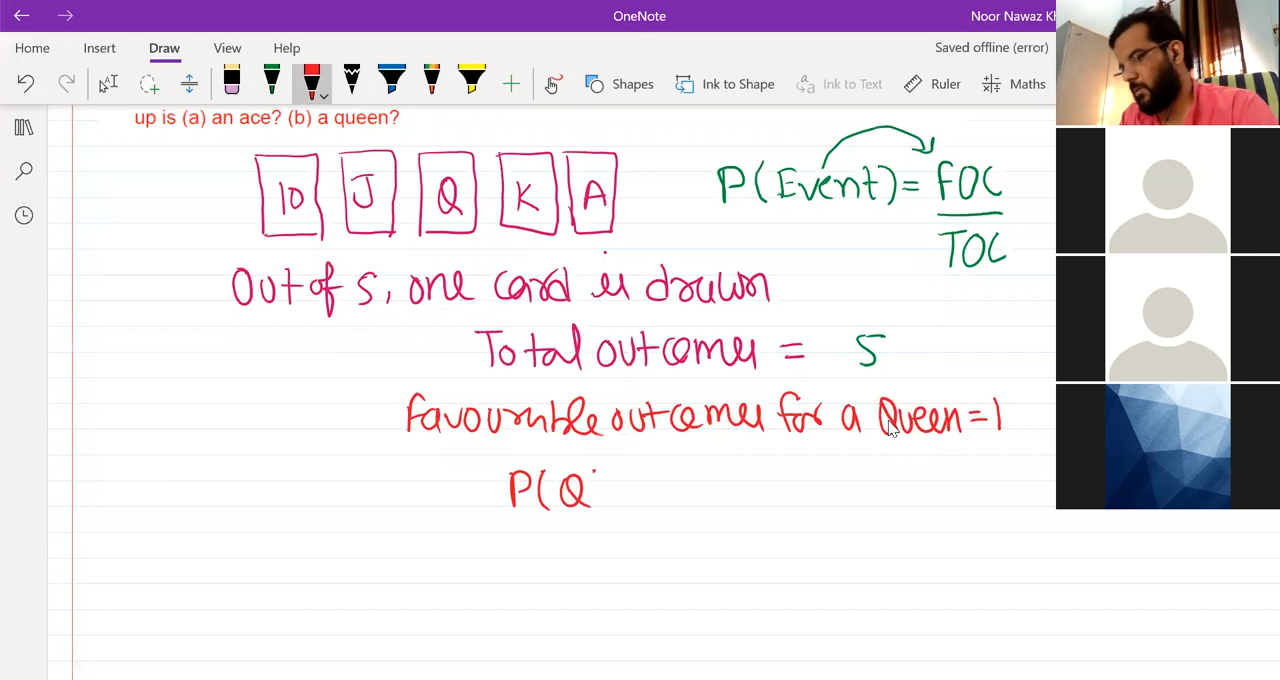 OneNote
Noor Nawaz Kh
Home Insert Draw View Help
Saved offline (error)
Shapes Ink to Shape Ink to Text Ruler Maths
up is (a) an ace? (b) a queen?
10 J Q K A
P(Event) = FOC
TOC
Out of 5, one card is drawn
Total outcomes = 5
Favourable outcomes for a Queen = 1
P(Q